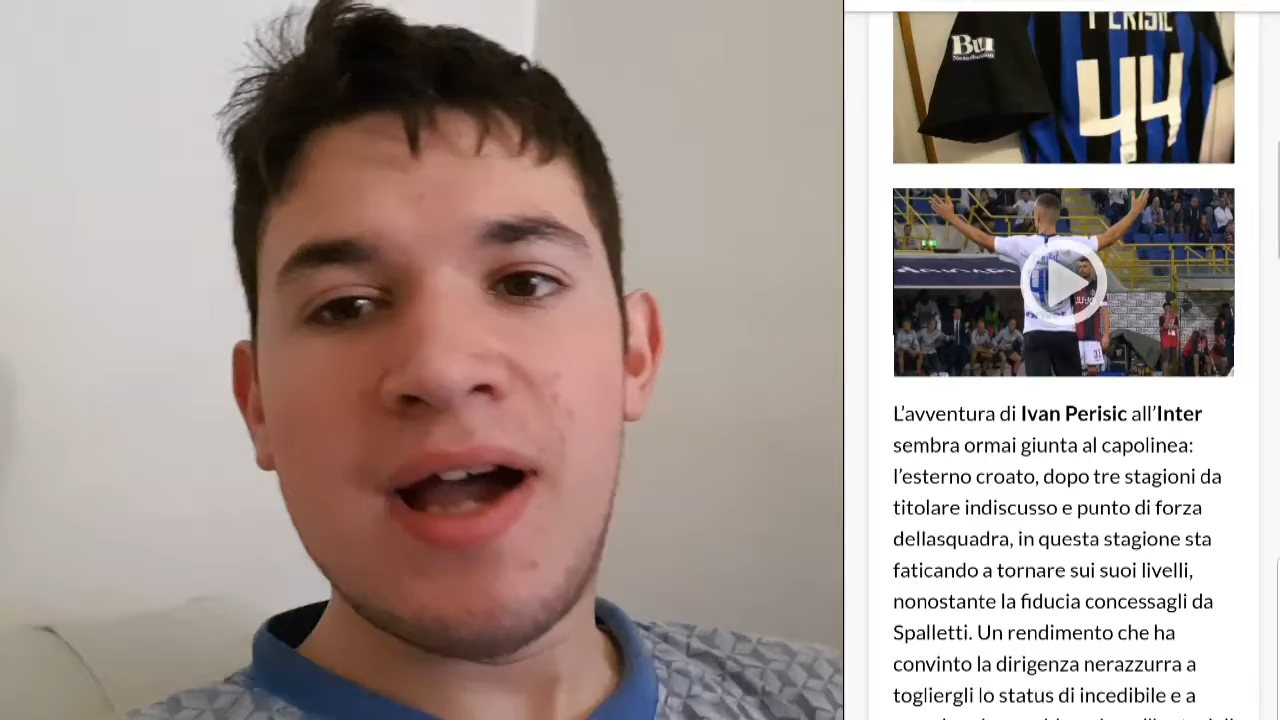 PERISIC
44
L'avventura di Ivan Perisic all'Inter
sembra ormai giunta al capolinea:
l'esterno croato, dopo tre stagioni da
titolare indiscusso e punto di forza
dellasquadra, in questa stagione sta
faticando a tornare sui suoi livelli,
nonostante la fiducia concessagli da
Spalletti. Un rendimento che ha
convinto la dirigenza nerazzurra a
togliergli lo status di incedibile e a